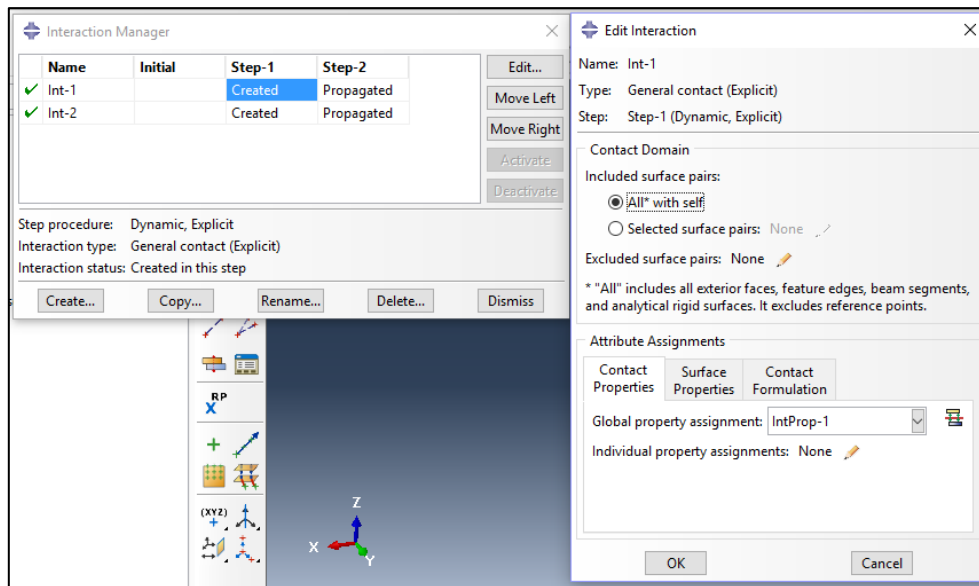 Interaction Manager
Name Initial Step-1 Step-2
Int-1 Created Propagated
Int-2 Created Propagated
Edit...
Move Left
Move Right
Activate
Deactivate
Step procedure: Dynamic, Explicit
Interaction type: General contact (Explicit)
Interaction status: Created in this step
Create... Copy... Rename... Delete... Dismiss
RP
(XYZ)
Z
X
Y
Edit Interaction
Name: Int-1
Type: General contact (Explicit)
Step: Step-1 (Dynamic, Explicit)
Contact Domain
Included surface pairs:
All* with self
Selected surface pairs: None
Excluded surface pairs: None
* "All" includes all exterior faces, feature edges, beam segments,
and analytical rigid surfaces. It excludes reference points.
Attribute Assignments
Contact
Properties
Surface
Properties
Contact
Formulation
Global property assignment: IntProp-1
Individual property assignments: None
OK Cancel